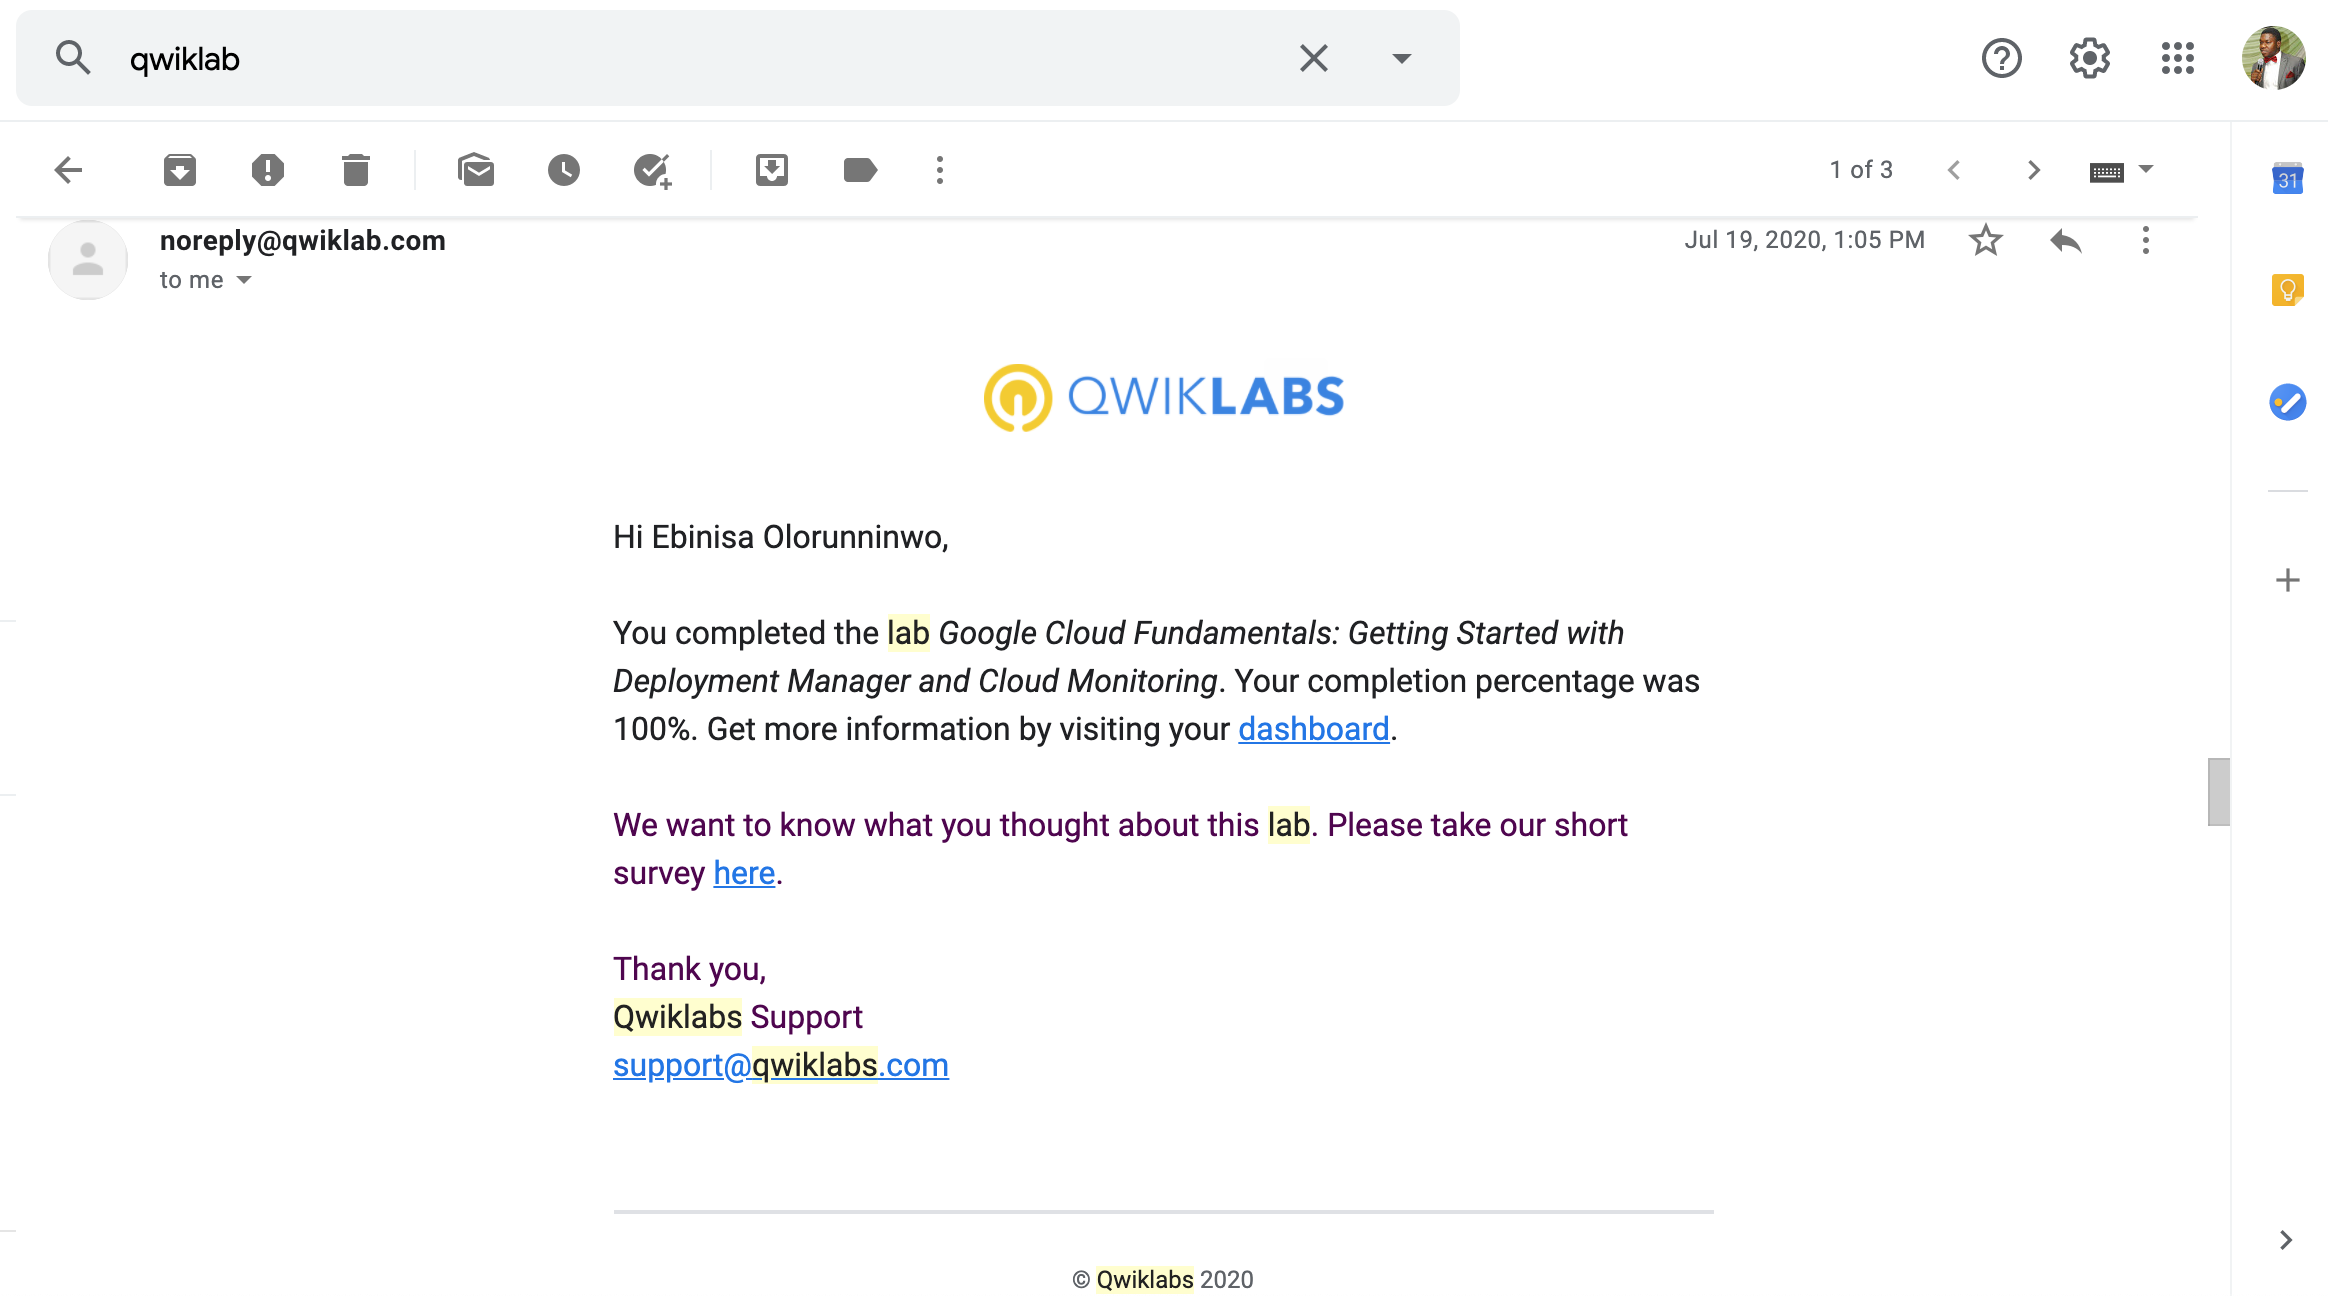 qwiklab
1 of 3
31
noreply@qwiklab.com
Jul 19, 2020, 1:05 PM
to me
QWIKLABS
Hi Ebinisa Olorunninwo,
You completed the lab Google Cloud Fundamentals: Getting Started with
Deployment Manager and Cloud Monitoring. Your completion percentage was
100%. Get more information by visiting your dashboard.
We want to know what you thought about this lab. Please take our short
survey here.
Thank you,
Qwiklabs Support
support@qwiklabs.com
© Qwiklabs 2020